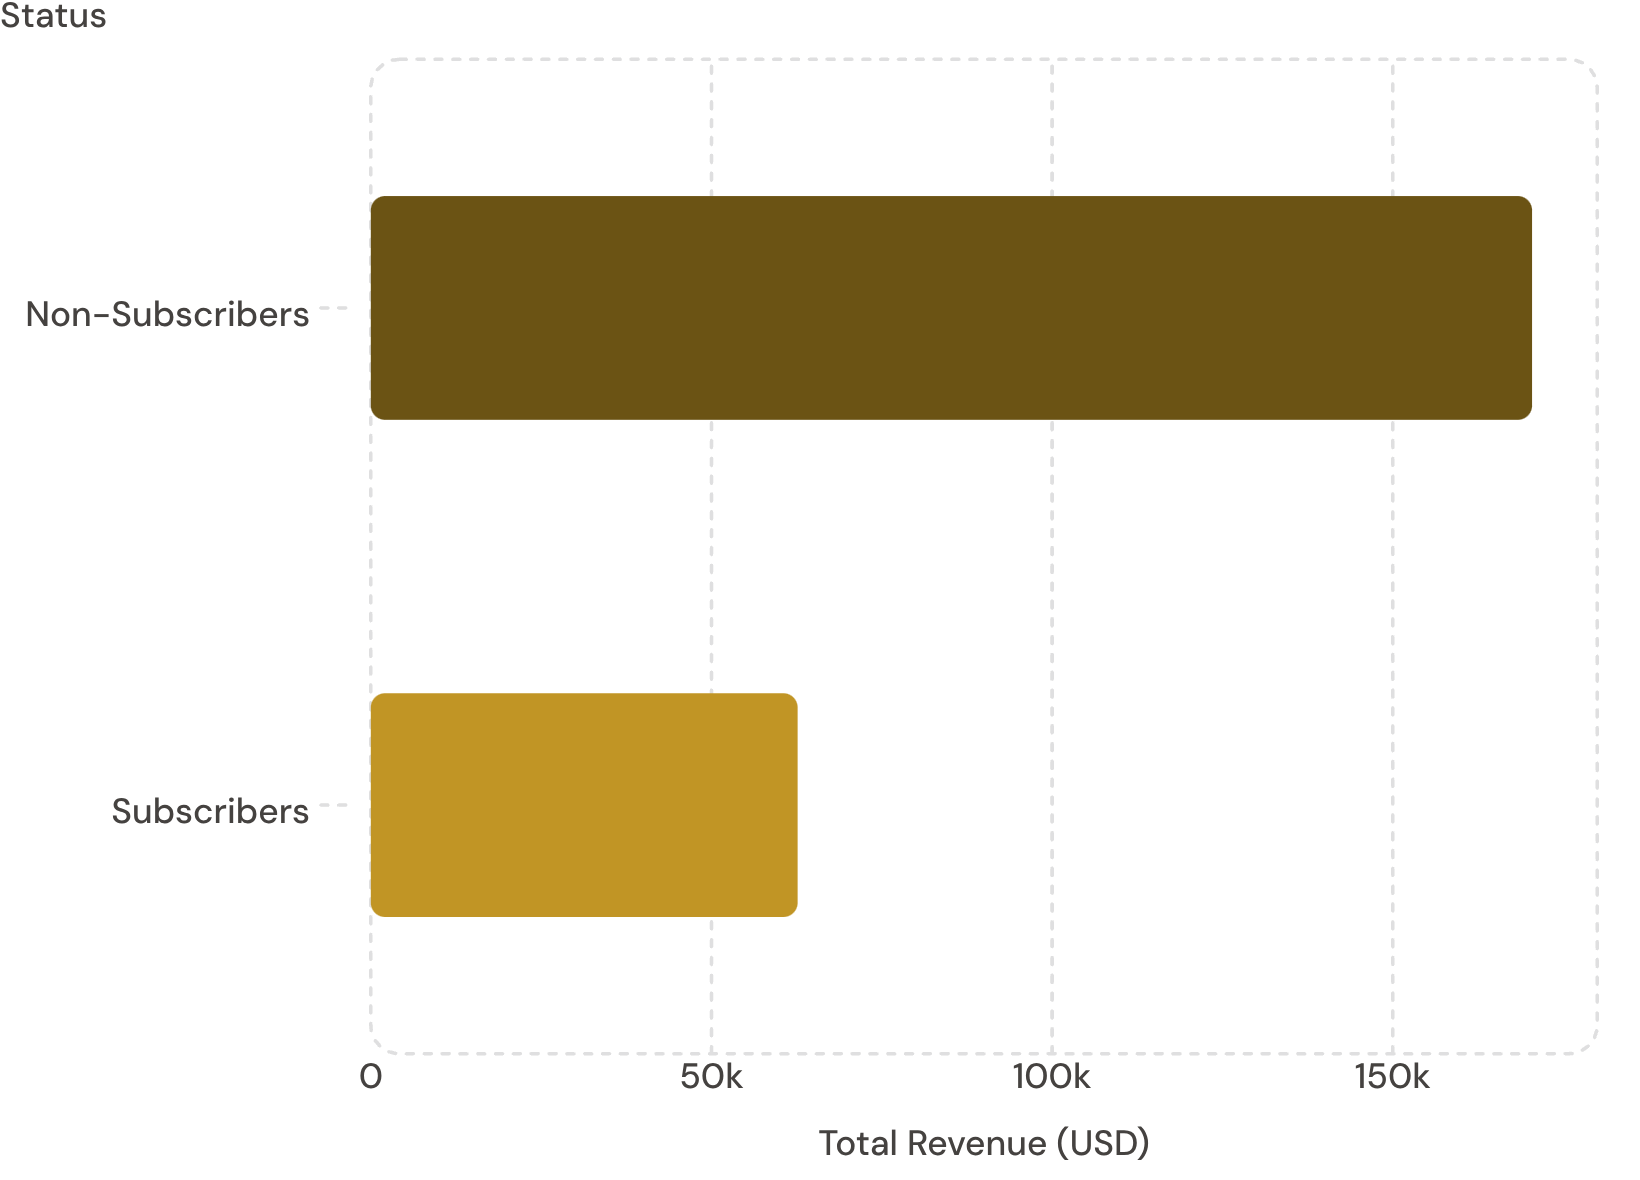 Status
Non-Subscribers
Subscribers
0 50k 100k 150k
Total Revenue (USD)